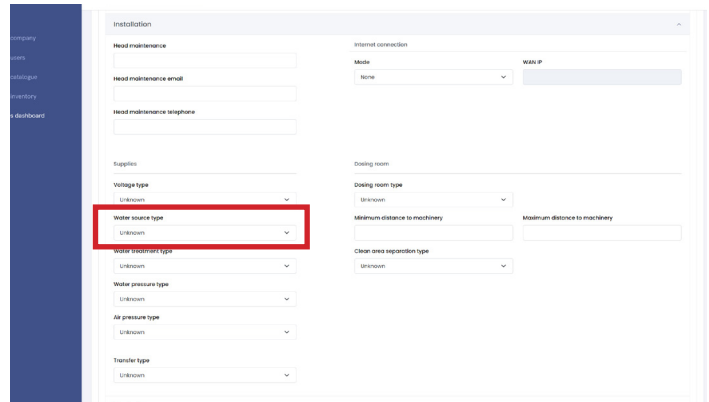 Installation
company
users
catalogue
inventory
s dashboard
Head maintenance
Head maintenance email
Head maintenance telephone
Internet connection
Mode
None
WAN IP
Supplies
Voltage type
Unknown
Water source type
Unknown
Water treatment type
Unknown
Water pressure type
Unknown
Air pressure type
Unknown
Transfer type
Unknown
Dosing room
Dosing room type
Unknown
Minimum distance to machinery
Maximum distance to machinery
Clean area separation type
Unknown